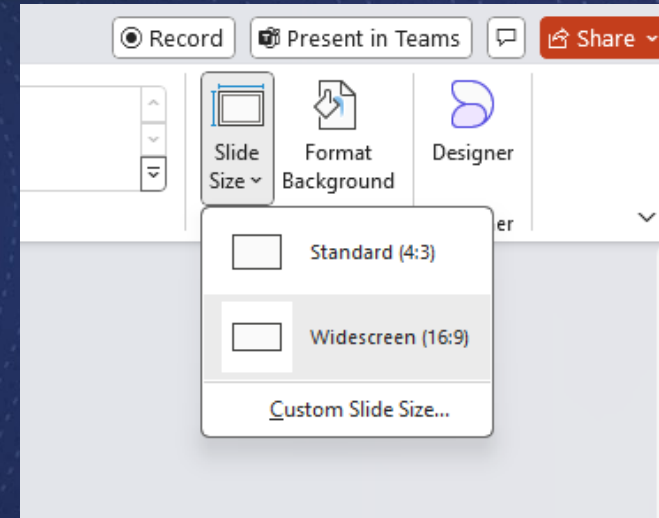 Record
Present in Teams
Share
Slide
Size
Format
Background
Designer
er
Standard (4:3)
Widescreen (16:9)
Custom Slide Size...